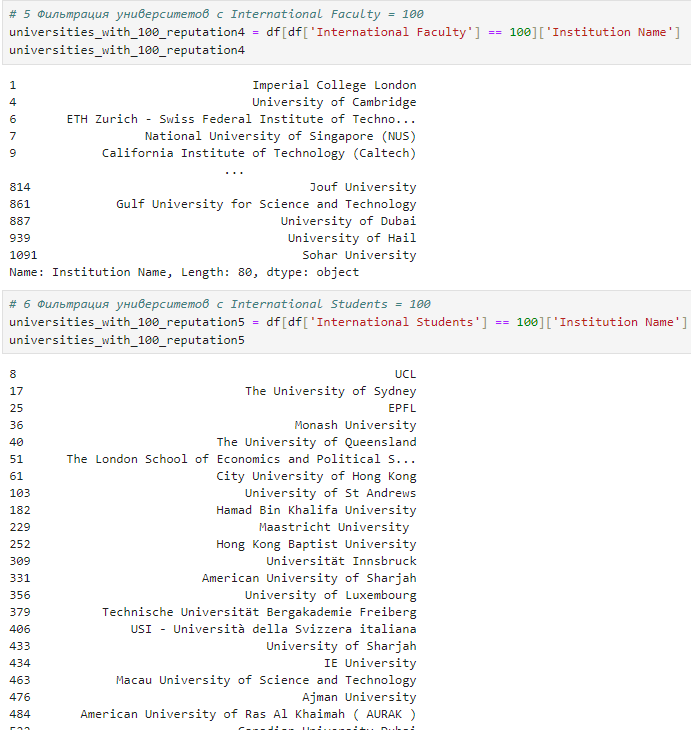 # 5 Фильтрация университетов с International Faculty = 100
universities_with_100_reputation4 = df[df['International Faculty'] == 100]['Institution Name']
universities_with_100_reputation4
1 Imperial College London
4 University of Cambridge
6 ETH Zurich - Swiss Federal Institute of Techno...
7 National University of Singapore (NUS)
9 California Institute of Technology (Caltech)
...
814 Jouf University
861 Gulf University for Science and Technology
887 University of Dubai
939 University of Hail
1091 Sohar University
Name: Institution Name, Length: 80, dtype: object
# 6 Фильтрация университетов с International Students = 100
universities_with_100_reputation5 = df[df['International Students'] == 100]['Institution Name']
universities_with_100_reputation5
8 UCL
17 The University of Sydney
25 EPFL
36 Monash University
40 The University of Queensland
51 The London School of Economics and Political S...
61 City University of Hong Kong
103 University of St Andrews
182 Hamad Bin Khalifa University
229 Maastricht University
252 Hong Kong Baptist University
309 Universität Innsbruck
331 American University of Sharjah
356 University of Luxembourg
379 Technische Universität Bergakademie Freiberg
406 USI - Università della Svizzera italiana
433 University of Sharjah
434 IE University
463 Macau University of Science and Technology
476 Ajman University
484 American University of Ras Al Khaimah ( AURAK )